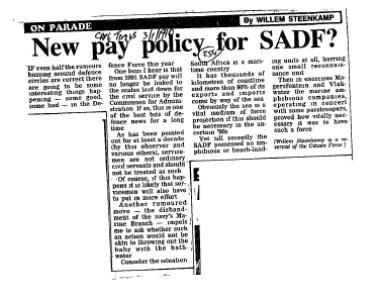 ON PARADE
By WILLEM STEENKAMP
New pay policy for SADF?
IF even half the rumours
buzzing around defence
circles are correct there
are going to be some
interesting things hap-
pening — some good,
some bad — in the De-
fence Force this year
One buzz I hear is that
from 1991 SADF pay will
no longer be linked to
the scales laid down for
the civil service by the
Commission for Admin-
istration If so, this is one
of the best bits of de-
fence news for a long
time
As has been pointed
out for at least a decade
(by this observer and
various others), service-
men are not ordinary
civil servants and should
not be treated as such
Of course, if this hap-
pens it is likely that ser-
vicemen will also have
to put in more effort
Another rumoured
move — the disband-
ment of the navy's Ma-
rine Branch — impels
me to ask whether such
an action would not be
akin to throwing out the
baby with the bath-
water
Consider the situation
South Africa is a mari-
time country
It has thousands of
kilometres of coastline
and more than 90% of its
exports and imports
come by way of the sea
Obviously the sea is a
vital medium of force
projection if this should
be necessary in the un-
certain '90s
Yet till recently the
SADF possessed no am-
phibious or beach-land-
ing units at all, barring
one small reconnais-
sance unit
Then in exercises Ma-
gersfontein and Vlak-
water the marine am-
phibious companies,
operating in concert
with some paratroopers,
proved how vitally nec-
essary it was to have
such a force
(Willem Steenkamp is a re-
servist of the Citizen Force)